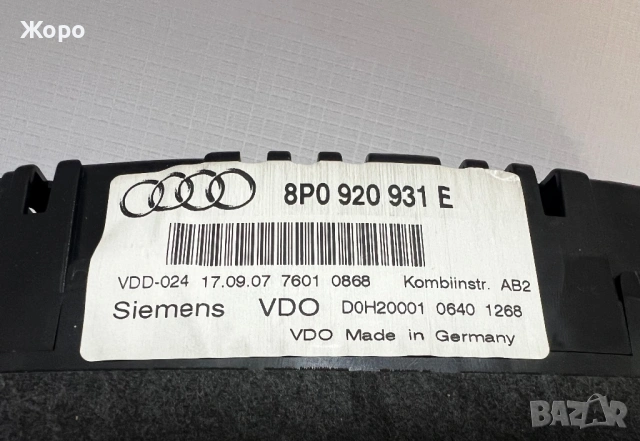 Жоро
8P0 920 931 E
VDD-024 17.09.07 7601 0868 Kombiinstr. AB2
Siemens VDO D0H20001 0640 1268
VDO Made in Germany
BAZAR